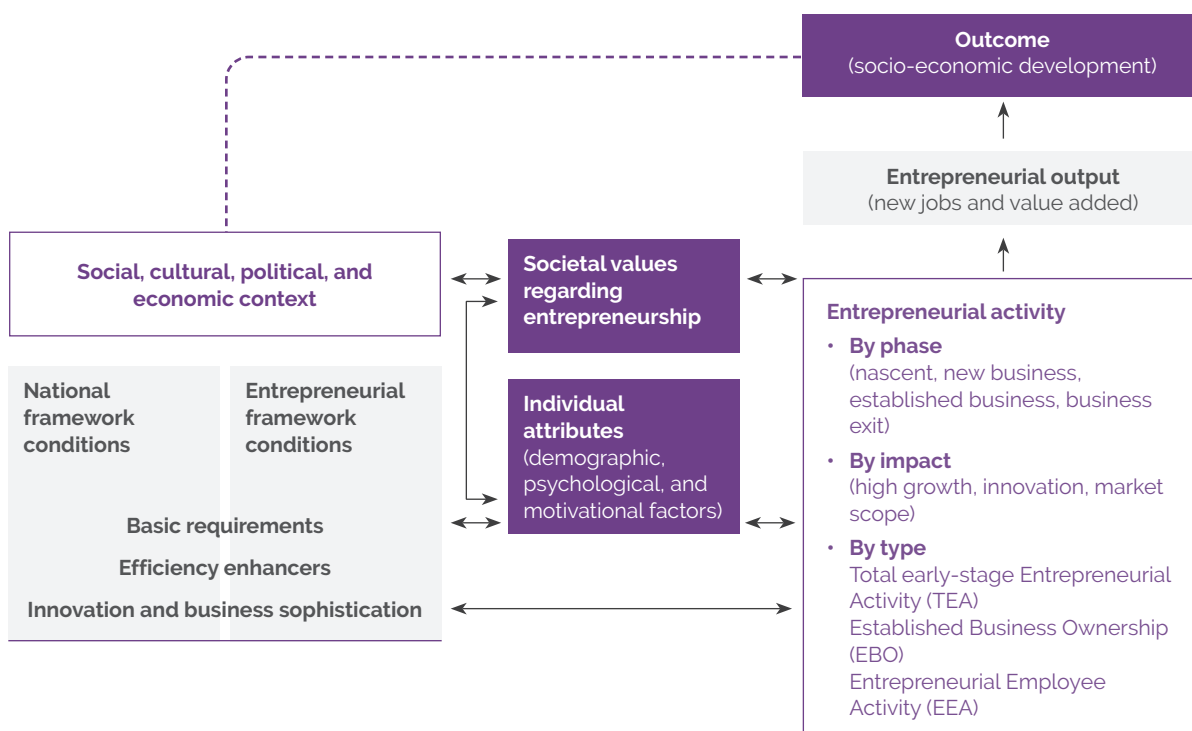 Outcome
(socio-economic development)
Entrepreneurial output
(new jobs and value added)
Social, cultural, political, and
economic context
Societal values
regarding
entrepreneurship
National
framework
conditions
Entrepreneurial
framework
conditions
Basic requirements
Efficiency enhancers
Innovation and business sophistication
Individual
attributes
(demographic,
psychological, and
motivational factors)
Entrepreneurial activity
• By phase
(nascent, new business,
established business, business
exit)
• By impact
(high growth, innovation, market
scope)
• By type
Total early-stage Entrepreneurial
Activity (TEA)
Established Business Ownership
(EBO)
Entrepreneurial Employee
Activity (EEA)